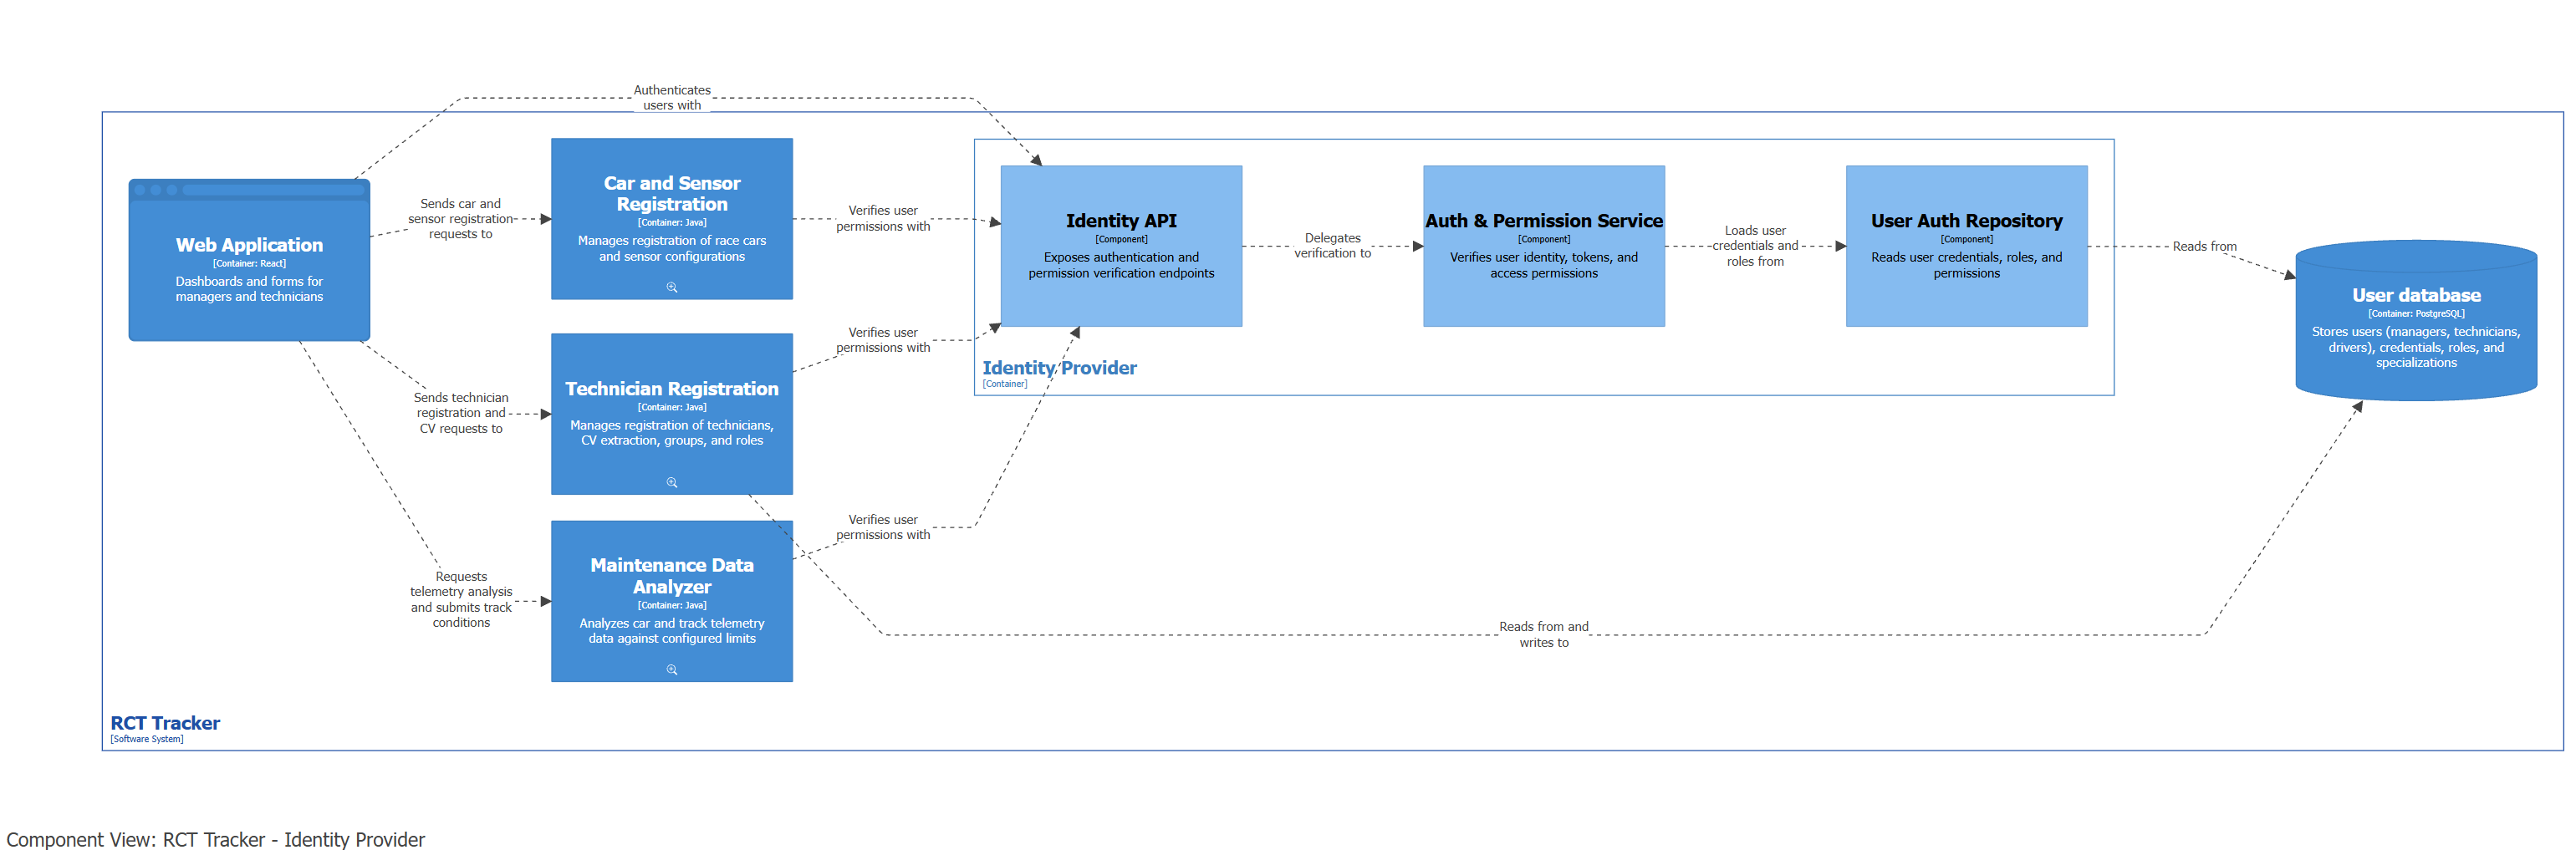 Authenticates
users with
Web Application
[Container: React]
Dashboards and forms for
managers and technicians
Sends car and
sensor registration
requests to
Sends technician
registration and
CV requests to
Requests
telemetry analysis
and submits track
conditions
Car and Sensor
Registration
[Container: Java]
Manages registration of race cars
and sensor configurations
Technician Registration
[Container: Java]
Manages registration of technicians,
CV extraction, groups, and roles
Maintenance Data
Analyzer
[Container: Java]
Analyzes car and track telemetry
data against configured limits
Verifies user
permissions with
Verifies user
permissions with
Verifies user
permissions with
Identity API
[Component]
Exposes authentication and
permission verification endpoints
Delegates
verification to
Auth & Permission Service
[Component]
Verifies user identity, tokens, and
access permissions
Loads user
credentials and
roles from
User Auth Repository
[Component]
Reads user credentials, roles, and
permissions
Identity Provider
[Container]
Reads from
User database
[Container: PostgreSQL]
Stores users (managers, technicians,
drivers), credentials, roles, and
specializations
Reads from and
writes to
RCT Tracker
[Software System]
Component View: RCT Tracker - Identity Provider